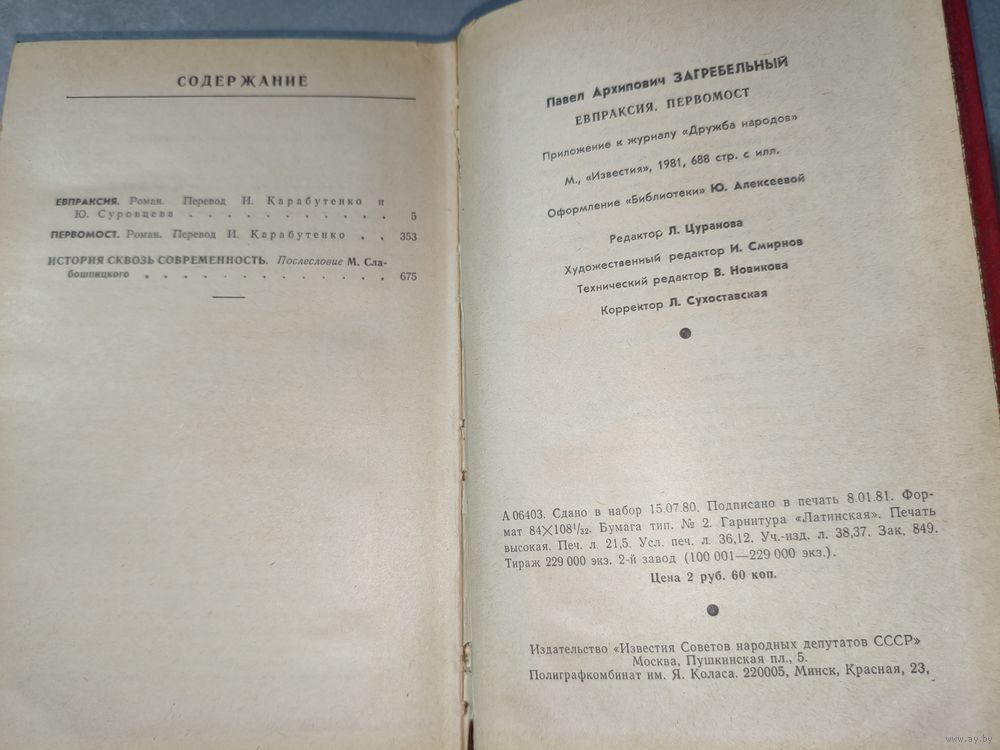 СОДЕРЖАНИЕ
ЕВПРАКСИЯ. Роман. Перевод И. Карабутенко и
Ю. Суровцева . . . . . . . . . . . 5
ПЕРВОМОСТ. Роман. Перевод И. Карабутенко . . 353
ИСТОРИЯ СКВОЗЬ СОВРЕМЕННОСТЬ. Послесловие М. Сла-
бошпицкого . . . . . . . . . . . . . 675
Павел Архипович ЗАГРЕБЕЛЬНЫЙ
ЕВПРАКСИЯ. ПЕРВОМОСТ
Приложение к журналу «Дружба народов»
М., «Известия», 1981, 688 стр. с илл.
Оформление «Библиотеки» Ю. Алексеевой
Редактор Л. Цуранова
Художественный редактор И. Смирнов
Технический редактор В. Новикова
Корректор Л. Сухоставская
А 06403. Сдано в набор 15.07.80. Подписано в печать 8.01.81. Фор-
мат 84×108¹/₃₂. Бумага тип. № 2. Гарнитура «Латинская». Печать
высокая. Печ. л. 21,5. Усл. печ. л. 36,12. Уч.-изд. л. 38,37. Зак. 849.
Тираж 229 000 экз. 2-й завод (100 001—229 000 экз.).
Цена 2 руб. 60 коп.
Издательство «Известия Советов народных депутатов СССР»
Москва, Пушкинская пл., 5.
Полиграфкомбинат им. Я. Коласа. 220005, Минск, Красная, 23.
www.ay.by